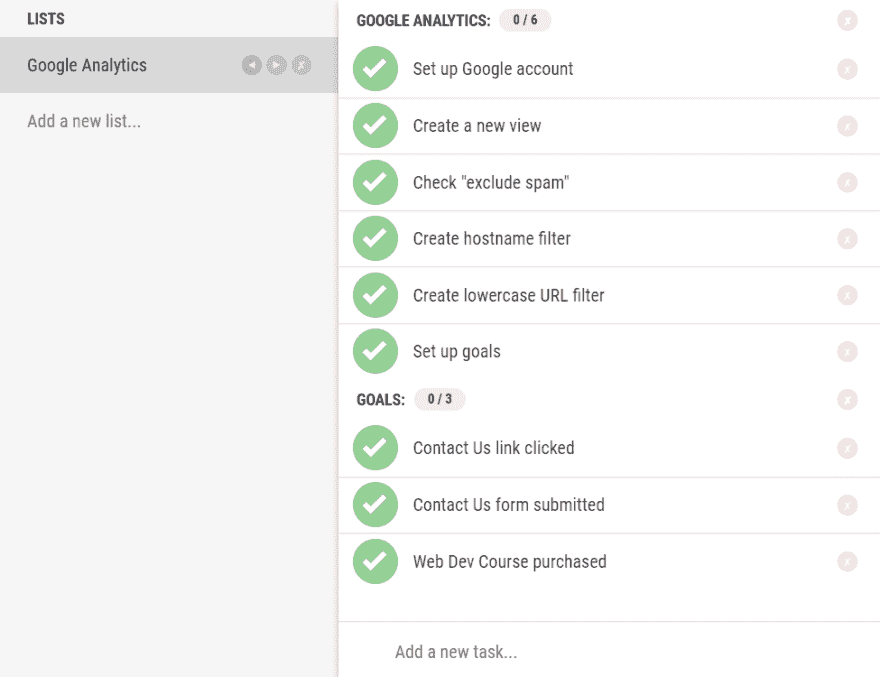 LISTS
Google Analytics
Add a new list...
GOOGLE ANALYTICS: 0 / 6
Set up Google account
Create a new view
Check "exclude spam"
Create hostname filter
Create lowercase URL filter
Set up goals
GOALS: 0 / 3
Contact Us link clicked
Contact Us form submitted
Web Dev Course purchased
Add a new task...